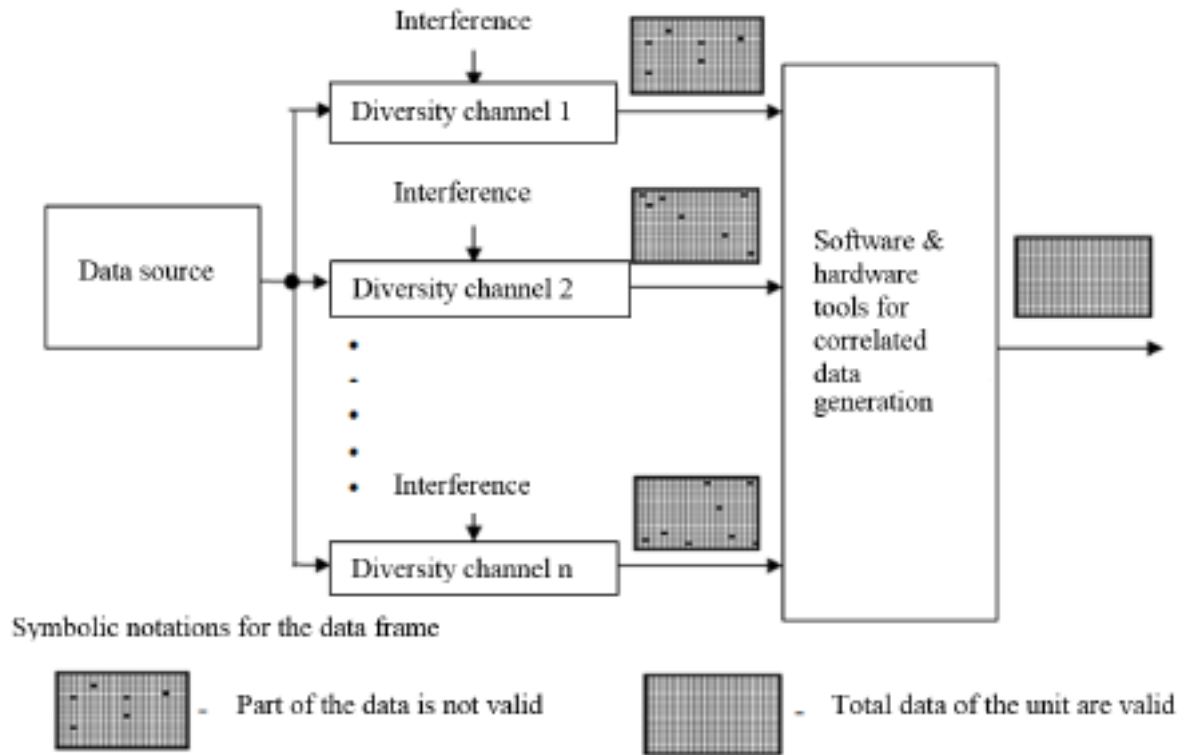 Interference
Diversity channel 1
Interference
Data source
Diversity channel 2
Software &
hardware
tools for
correlated
data
generation
Interference
Diversity channel n
Symbolic notations for the data frame
- Part of the data is not valid
- Total data of the unit are valid